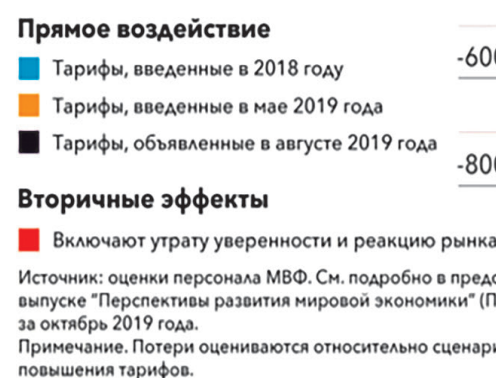 Прямое воздействие
Тарифы, введенные в 2018 году
Тарифы, введенные в мае 2019 года
Тарифы, объявленные в августе 2019 года
-600
-800
Вторичные эффекты
Включают утрату уверенности и реакцию рынка
Источник: оценки персонала МВФ. См. подробно в
выпуске "Перспективы развития мировой экономики"
за октябрь 2019 года.
Примечание. Потери оцениваются относительно
повышения тарифов.